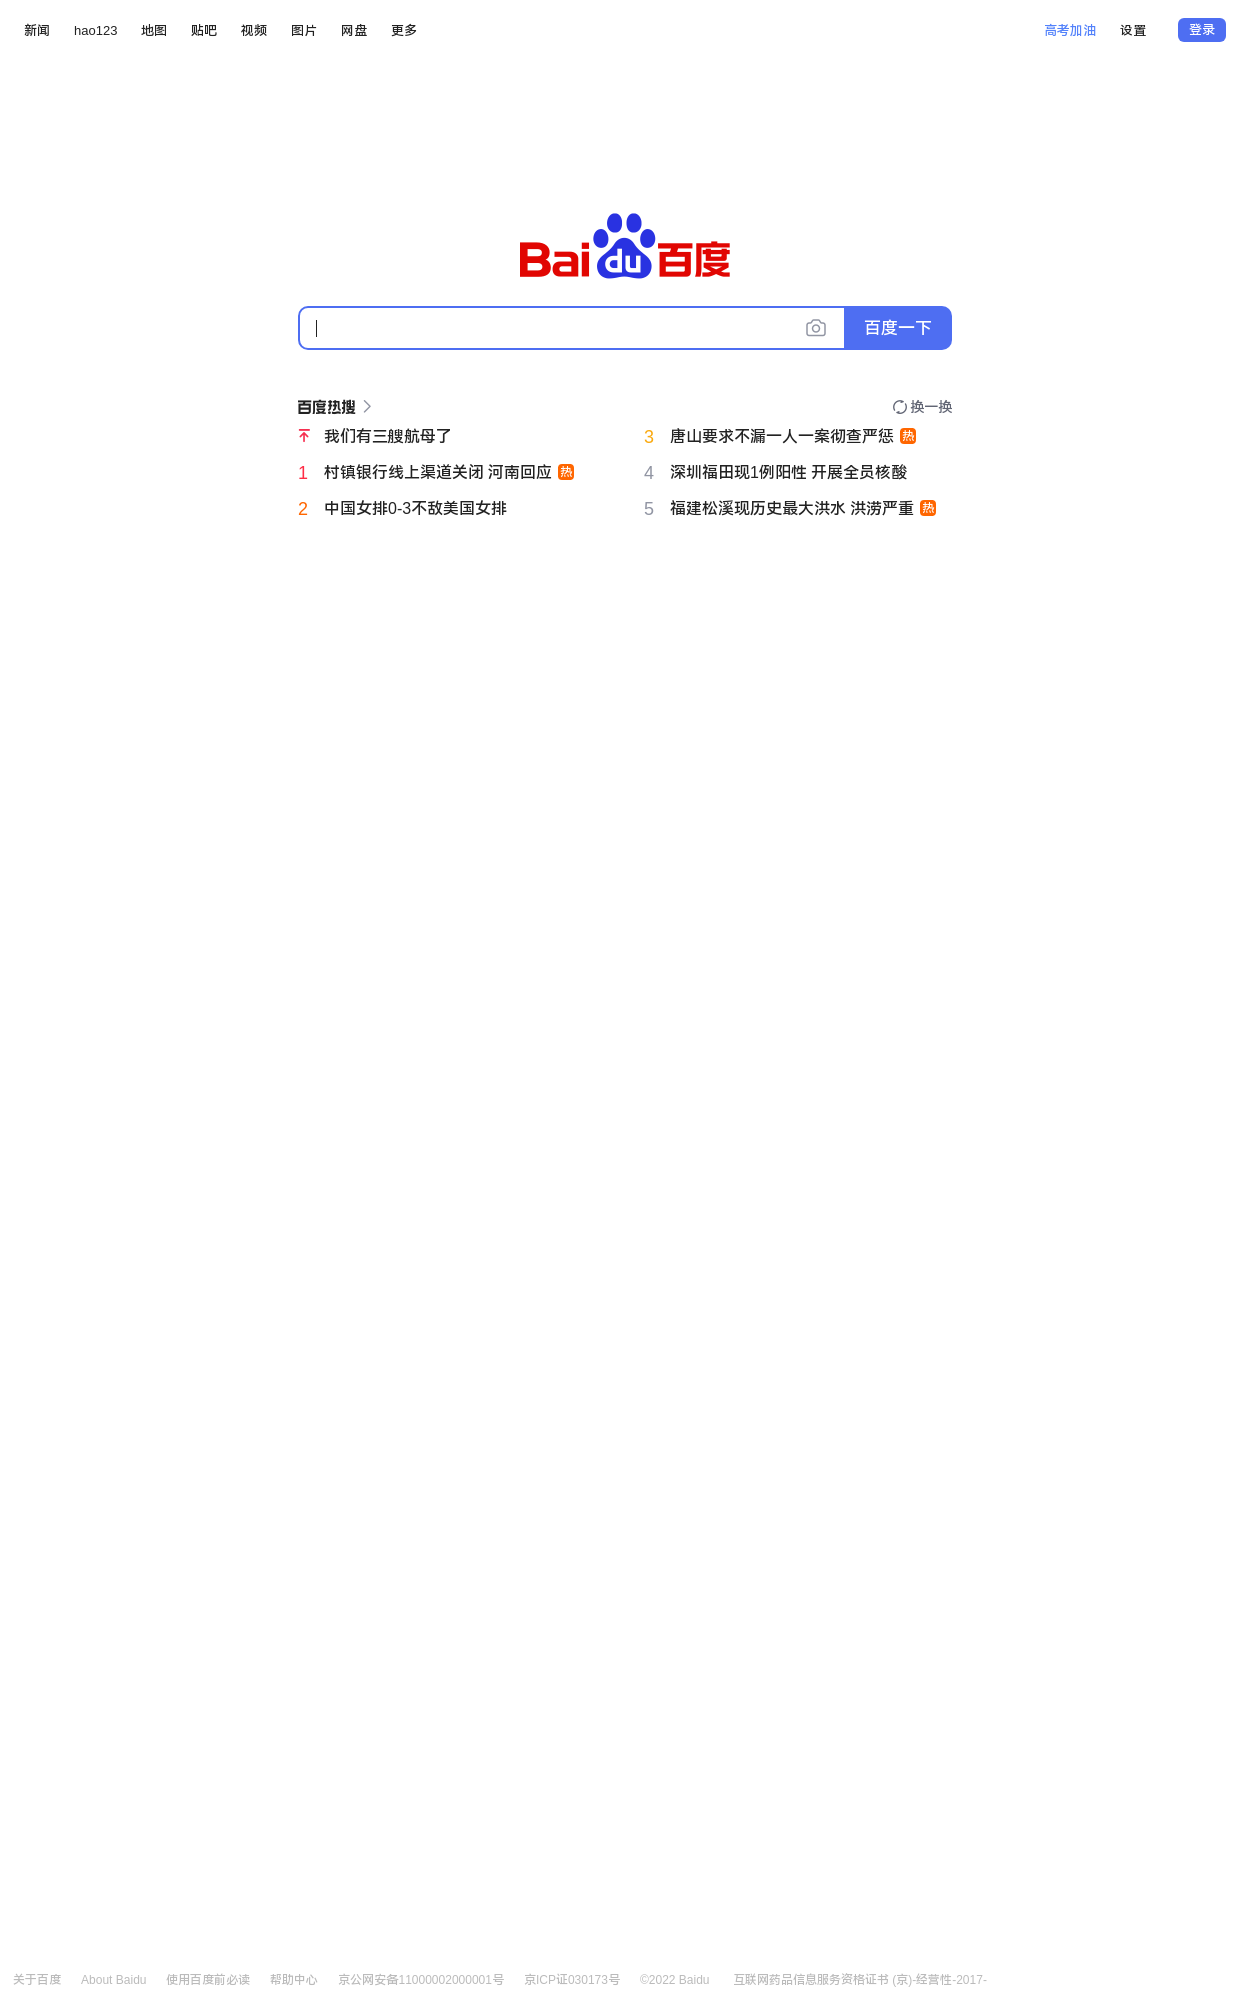 新闻 hao123 地图 贴吧 视频 图片 网盘 更多 高考加油 设置 登录
Bai du 百度
百度一下
百度热搜 换一换
我们有三艘航母了
1 村镇银行线上渠道关闭 河南回应 热
2 中国女排0-3不敌美国女排
3 唐山要求不漏一人一案彻查严惩 热
4 深圳福田现1例阳性 开展全员核酸
5 福建松溪现历史最大洪水 洪涝严重 热
关于百度 About Baidu 使用百度前必读 帮助中心 京公网安备11000002000001号 京ICP证030173号 ©2022 Baidu 互联网药品信息服务资格证书 (京)-经营性-2017-